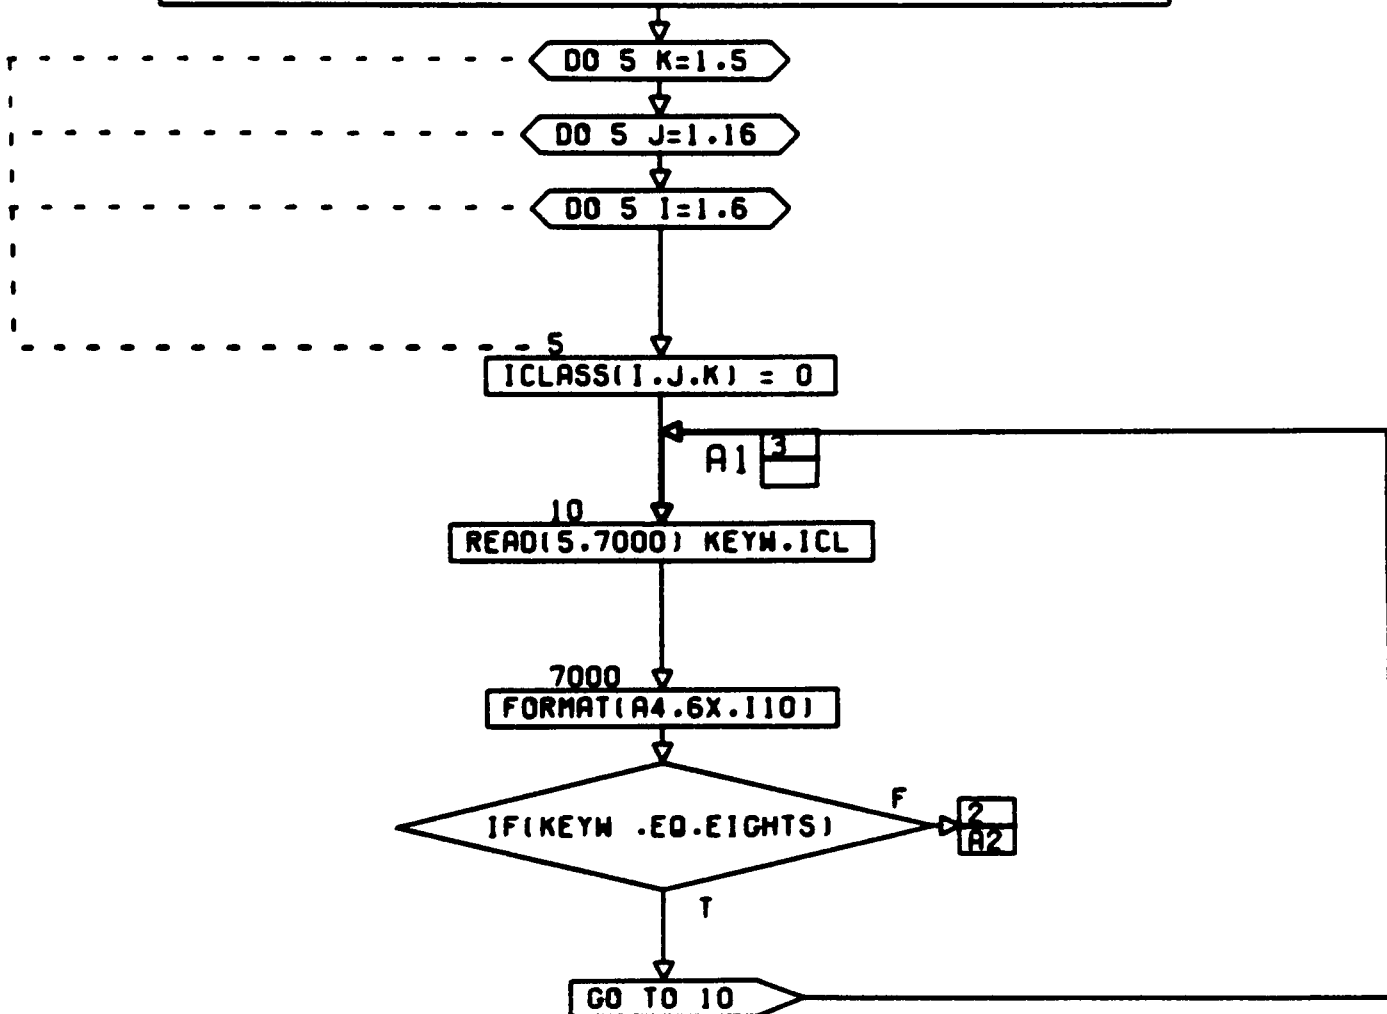 DO 5 K=1.5
DO 5 J=1.16
DO 5 I=1.6
5
ICLASS(I.J.K) = 0
A1 3
10
READ(5.7000) KEYW.ICL
7000
FORMAT(A4.6X.I10)
F
IF(KEYW .EQ.EIGHTS)
2
A2
T
GO TO 10